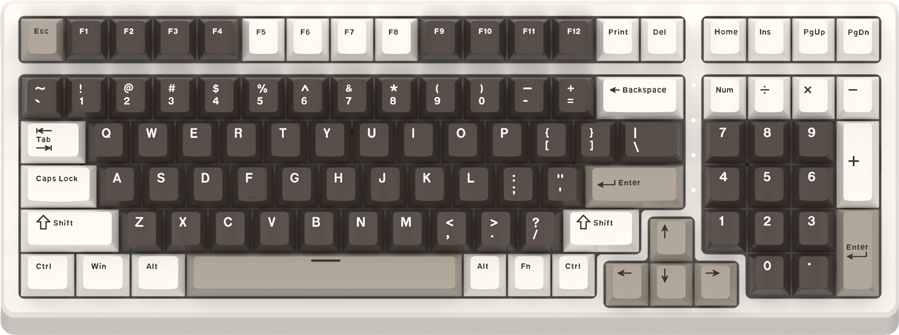 Esc F1 F2 F3 F4 F5 F6 F7 F8 F9 F10 F11 F12 Print Del Home Ins PgUp PgDn
~ ! @ # $ % ^ & * ( ) — +
` 1 2 3 4 5 6 7 8 9 0 - = ← Backspace Num ÷ × −
Tab Q W E R T Y U I O P { } | 7 8 9 +
[ ] \
Caps Lock A S D F G H J K L : " ↵ Enter 4 5 6
; '
⇧ Shift Z X C V B N M < > ? ⇧ Shift ↑ 1 2 3 Enter
, . /
Ctrl Win Alt Alt Fn Ctrl ← ↓ → 0 .